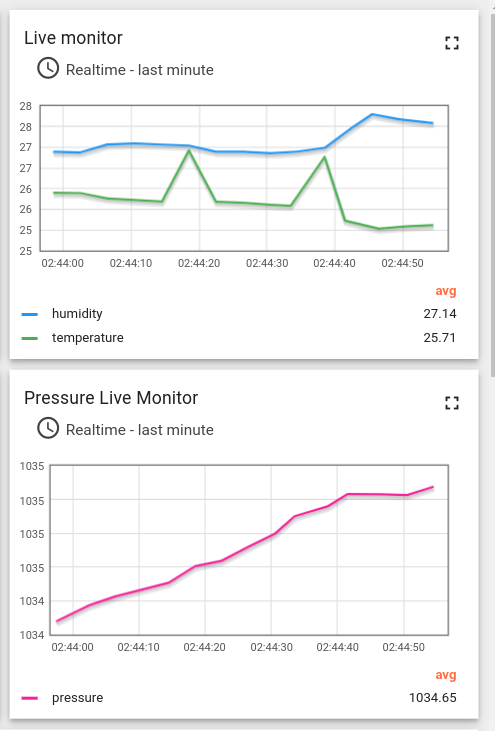 Live monitor
Realtime - last minute
28
28
27
27
26
26
25
25
02:44:00 02:44:10 02:44:20 02:44:30 02:44:40 02:44:50
avg
humidity 27.14
temperature 25.71
Pressure Live Monitor
Realtime - last minute
1035
1035
1035
1035
1034
1034
02:44:00 02:44:10 02:44:20 02:44:30 02:44:40 02:44:50
avg
pressure 1034.65